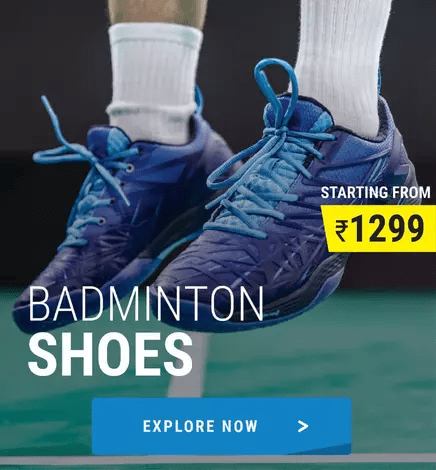 STARTING FROM
₹1299
BADMINTON
SHOES
EXPLORE NOW >